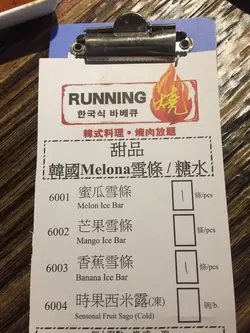 RUNNING 燒
한국식 바베큐
韓式料理・燒肉放題
甜品
韓國Melona雪條 / 糖水
6001 蜜瓜雪條 1 條/pcs
Melon Ice Bar
6002 芒果雪條 條/pcs
Mango Ice Bar
6003 香蕉雪條 1 條/pcs
Banana Ice Bar
6004 時果西米露(凍) 碗/b.
Sensonal Fruit Sago (Cold)